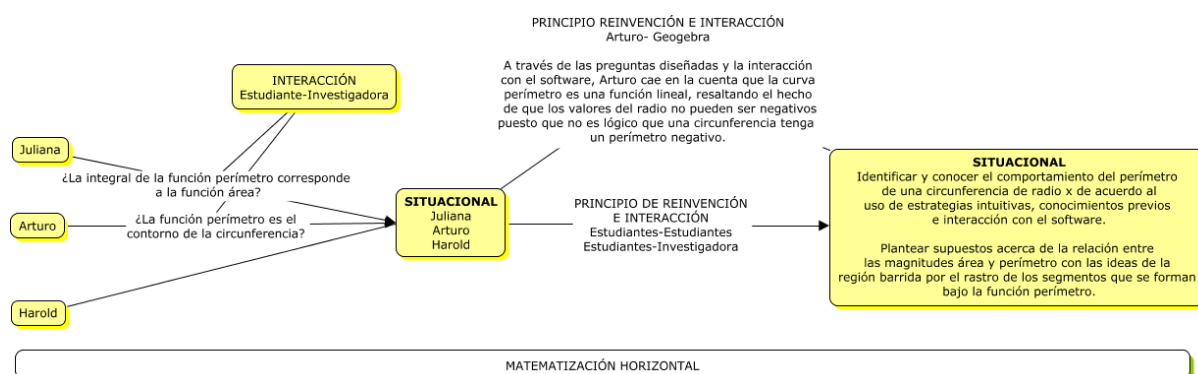 PRINCIPIO REINVENCIÓN E INTERACCIÓN
Arturo- Geogebra
A través de las preguntas diseñadas y la interacción
con el software, Arturo cae en la cuenta que la curva
perímetro es una función lineal, resaltando el hecho
de que los valores del radio no pueden ser negativos
puesto que no es lógico que una circunferencia tenga
un perímetro negativo.
INTERACCIÓN
Estudiante-Investigadora
Juliana
¿La integral de la función perímetro corresponde
a la función área?
Arturo
¿La función perímetro es el
contorno de la circunferencia?
Harold
SITUACIONAL
Juliana
Arturo
Harold
PRINCIPIO DE REINVENCIÓN
E INTERACCIÓN
Estudiantes-Estudiantes
Estudiantes-Investigadora
SITUACIONAL
Identificar y conocer el comportamiento del perímetro
de una circunferencia de radio x de acuerdo al
uso de estrategias intuitivas, conocimientos previos
e interacción con el software.
Plantear supuestos acerca de la relación entre
las magnitudes área y perímetro con las ideas de la
región barrida por el rastro de los segmentos que se forman
bajo la función perímetro.
MATEMATIZACIÓN HORIZONTAL